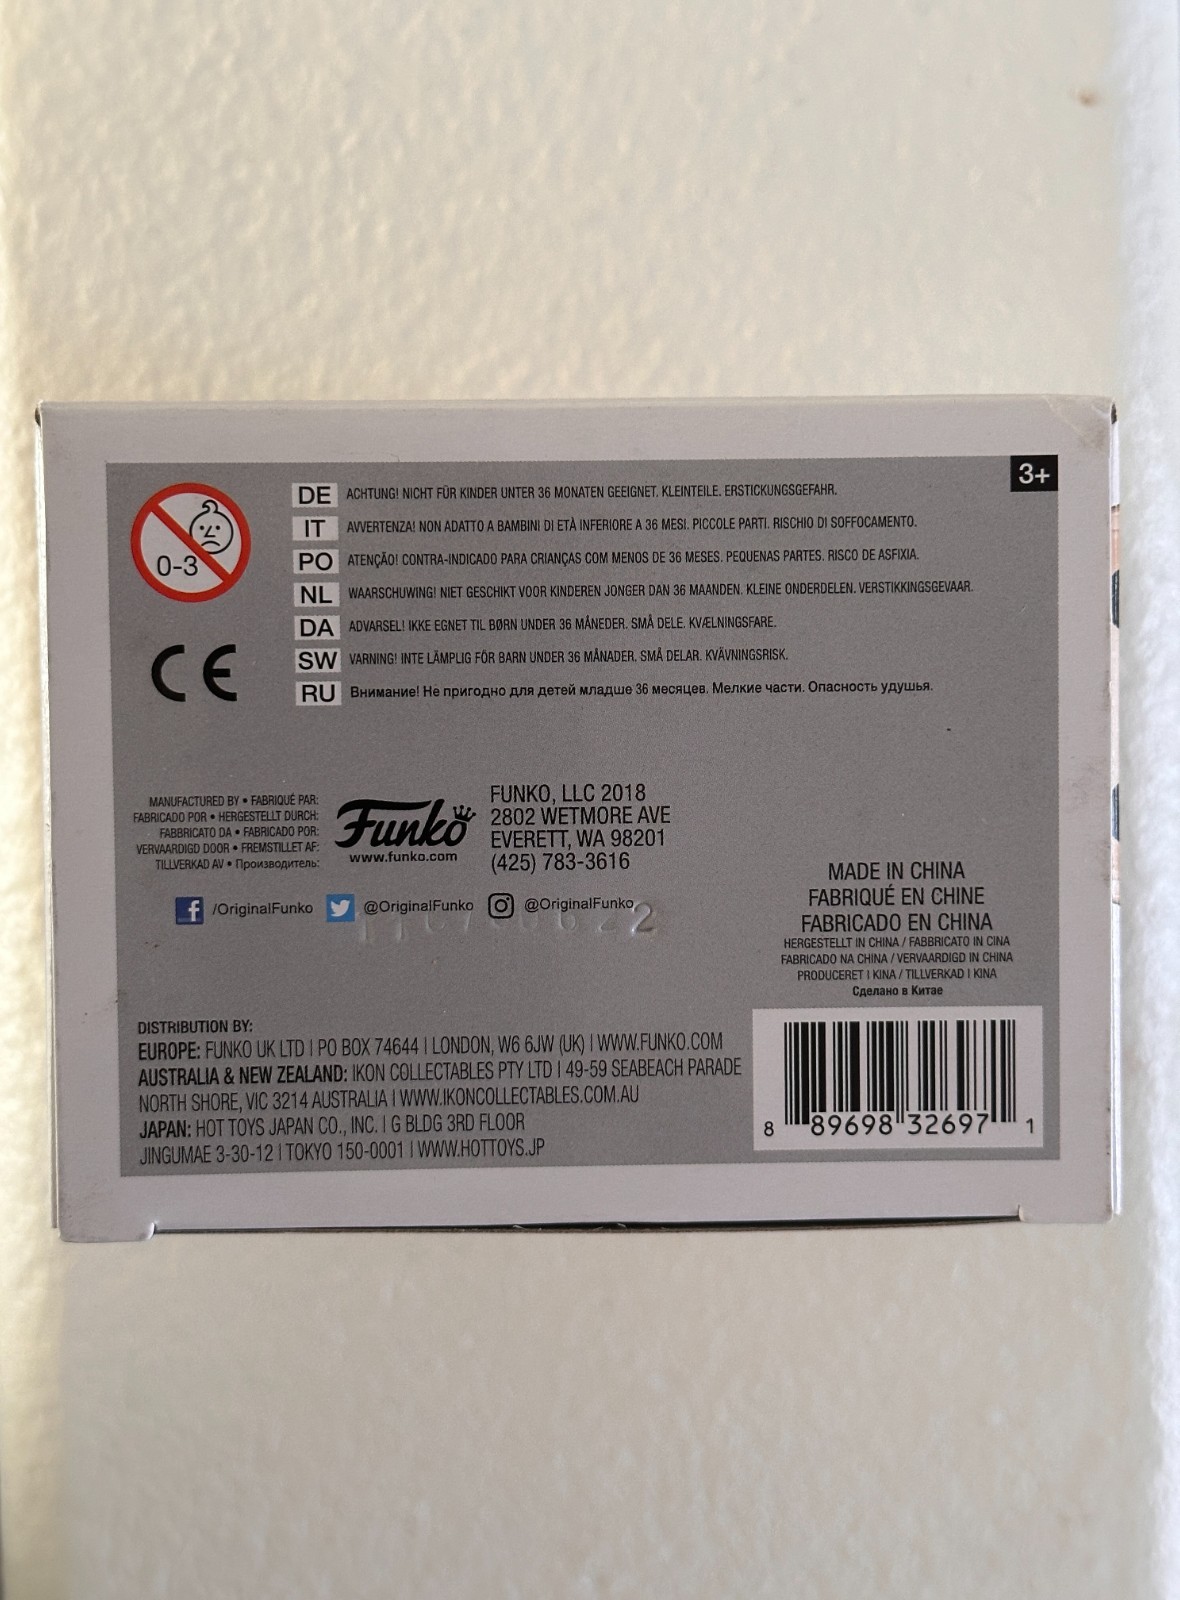 3+
0-3
DE ACHTUNG! NICHT FÜR KINDER UNTER 36 MONATEN GEEIGNET. KLEINTEILE. ERSTICKUNGSGEFAHR.
IT AVVERTENZA! NON ADATTO A BAMBINI DI ETÀ INFERIORE A 36 MESI. PICCOLE PARTI. RISCHIO DI SOFFOCAMENTO.
PO ATENÇÃO! CONTRA-INDICADO PARA CRIANÇAS COM MENOS DE 36 MESES. PEQUENAS PARTES. RISCO DE ASFIXIA.
NL WAARSCHUWING! NIET GESCHIKT VOOR KINDEREN JONGER DAN 36 MAANDEN. KLEINE ONDERDELEN. VERSTIKKINGSGEVAAR.
DA ADVARSEL! IKKE EGNET TIL BØRN UNDER 36 MÅNEDER. SMÅ DELE. KVÆLNINGSFARE.
SW VARNING! INTE LÄMPLIG FÖR BARN UNDER 36 MÅNADER. SMÅ DELAR. KVÄVNINGSRISK.
RU Внимание! Не пригодно для детей младше 36 месяцев. Мелкие части. Опасность удушья.
CE
MANUFACTURED BY • FABRIQUÉ PAR:
FABRICADO POR • HERGESTELLT DURCH:
FABBRICATO DA • FABRICADO POR:
VERVAARDIGD DOOR • FREMSTILLET AF:
TILLVERKAD AV • Производитель:
Funko
www.funko.com
FUNKO, LLC 2018
2802 WETMORE AVE
EVERETT, WA 98201
(425) 783-3616
/OriginalFunko @OriginalFunko @OriginalFunko
MADE IN CHINA
FABRIQUÉ EN CHINE
FABRICADO EN CHINA
HERGESTELLT IN CHINA / FABBRICATO IN CINA
FABRICADO NA CHINA / VERVAARDIGD IN CHINA
PRODUCERET I KINA / TILLVERKAD I KINA
Сделано в Китае
DISTRIBUTION BY:
EUROPE: FUNKO UK LTD | PO BOX 74644 | LONDON, W6 6JW (UK) | WWW.FUNKO.COM
AUSTRALIA & NEW ZEALAND: IKON COLLECTABLES PTY LTD | 49-59 SEABEACH PARADE
NORTH SHORE, VIC 3214 AUSTRALIA | WWW.IKONCOLLECTABLES.COM.AU
JAPAN: HOT TOYS JAPAN CO., INC. | G BLDG 3RD FLOOR
JINGUMAE 3-30-12 | TOKYO 150-0001 | WWW.HOTTOYS.JP
8 89698 32697 1